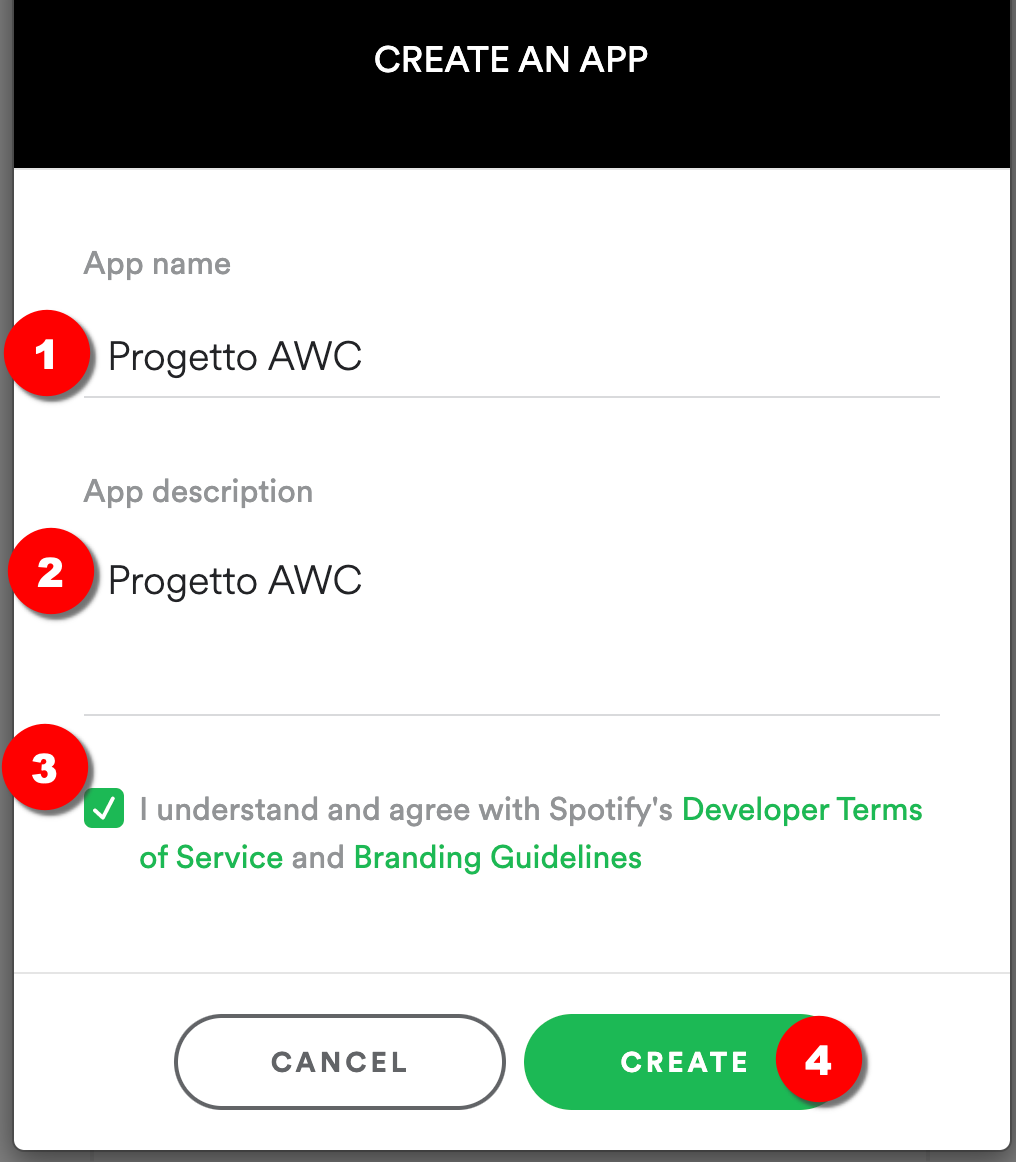 CREATE AN APP
App name
1 Progetto AWC
App description
2 Progetto AWC
3
I understand and agree with Spotify's Developer Terms
of Service and Branding Guidelines
CANCEL CREATE 4